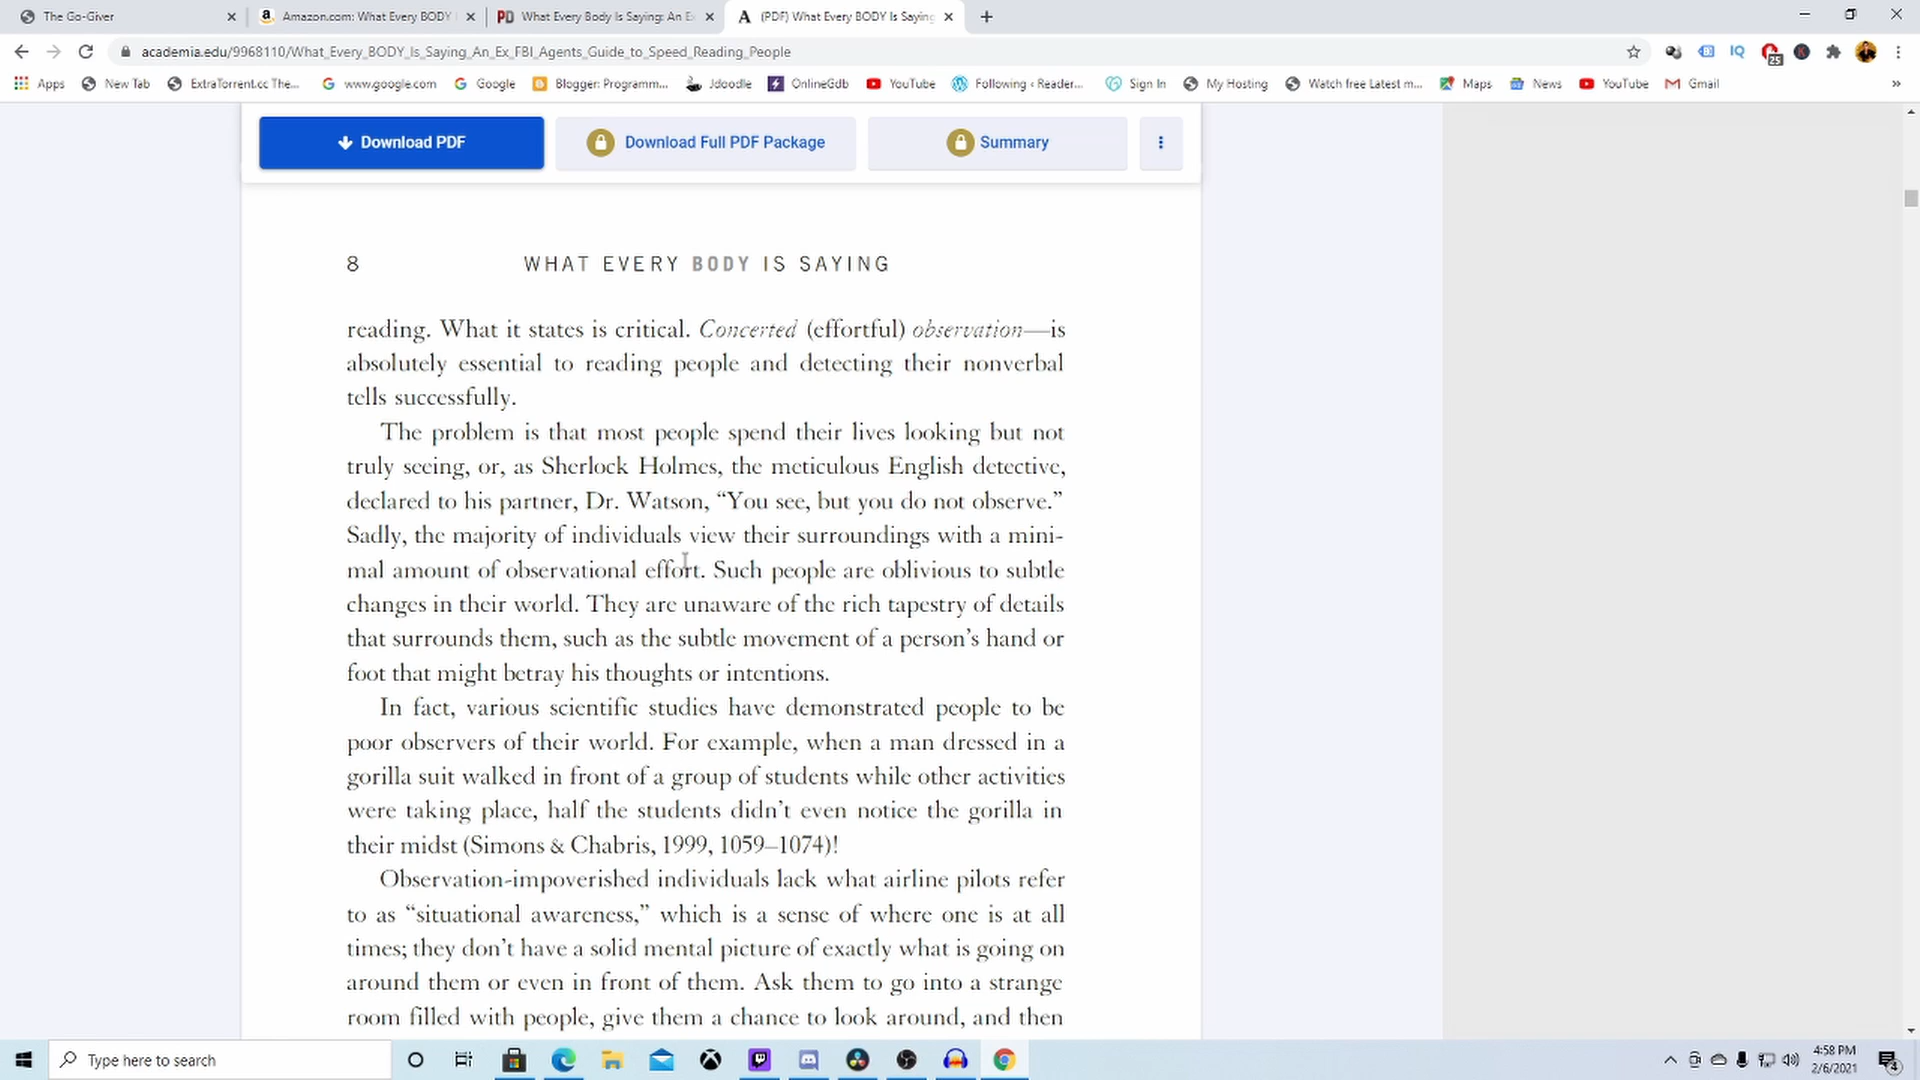 The Go-Giver
Amazon.com: What Every BODY
What Every Body Is Saying: An Ex
(PDF) What Every BODY Is Saying
academia.edu/9968110/What_Every_BODY_Is_Saying_An_Ex_FBI_Agents_Guide_to_Speed_Reading_People
IQ
25
Apps
New Tab
ExtraTorrent.cc The...
www.google.com
Google
Blogger: Programm...
Jdoodle
OnlineGdb
YouTube
Following ‹ Reader...
Sign In
My Hosting
Watch free Latest m...
Maps
News
YouTube
Gmail
»
Download PDF
Download Full PDF Package
Summary
8 WHAT EVERY BODY IS SAYING
reading. What it states is critical. Concerted (effortful) observation—is
absolutely essential to reading people and detecting their nonverbal
tells successfully.
The problem is that most people spend their lives looking but not
truly seeing, or, as Sherlock Holmes, the meticulous English detective,
declared to his partner, Dr. Watson, “You see, but you do not observe.”
Sadly, the majority of individuals view their surroundings with a mini-
mal amount of observational effort. Such people are oblivious to subtle
changes in their world. They are unaware of the rich tapestry of details
that surrounds them, such as the subtle movement of a person’s hand or
foot that might betray his thoughts or intentions.
In fact, various scientific studies have demonstrated people to be
poor observers of their world. For example, when a man dressed in a
gorilla suit walked in front of a group of students while other activities
were taking place, half the students didn’t even notice the gorilla in
their midst (Simons & Chabris, 1999, 1059–1074)!
Observation-impoverished individuals lack what airline pilots refer
to as “situational awareness,” which is a sense of where one is at all
times; they don’t have a solid mental picture of exactly what is going on
around them or even in front of them. Ask them to go into a strange
room filled with people, give them a chance to look around, and then
Type here to search
4:58 PM
2/6/2021
4